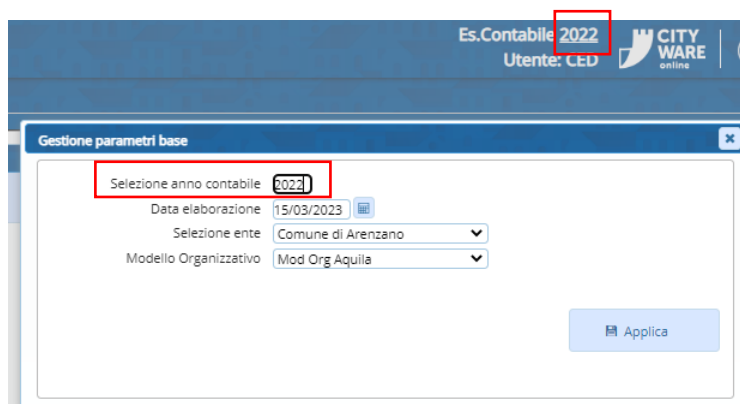 Es.Contabile 2022
Utente: CED
CITY
WARE
online
Gestione parametri base
Selezione anno contabile 2022
Data elaborazione 15/03/2023
Selezione ente Comune di Arenzano
Modello Organizzativo Mod Org Aquila
Applica